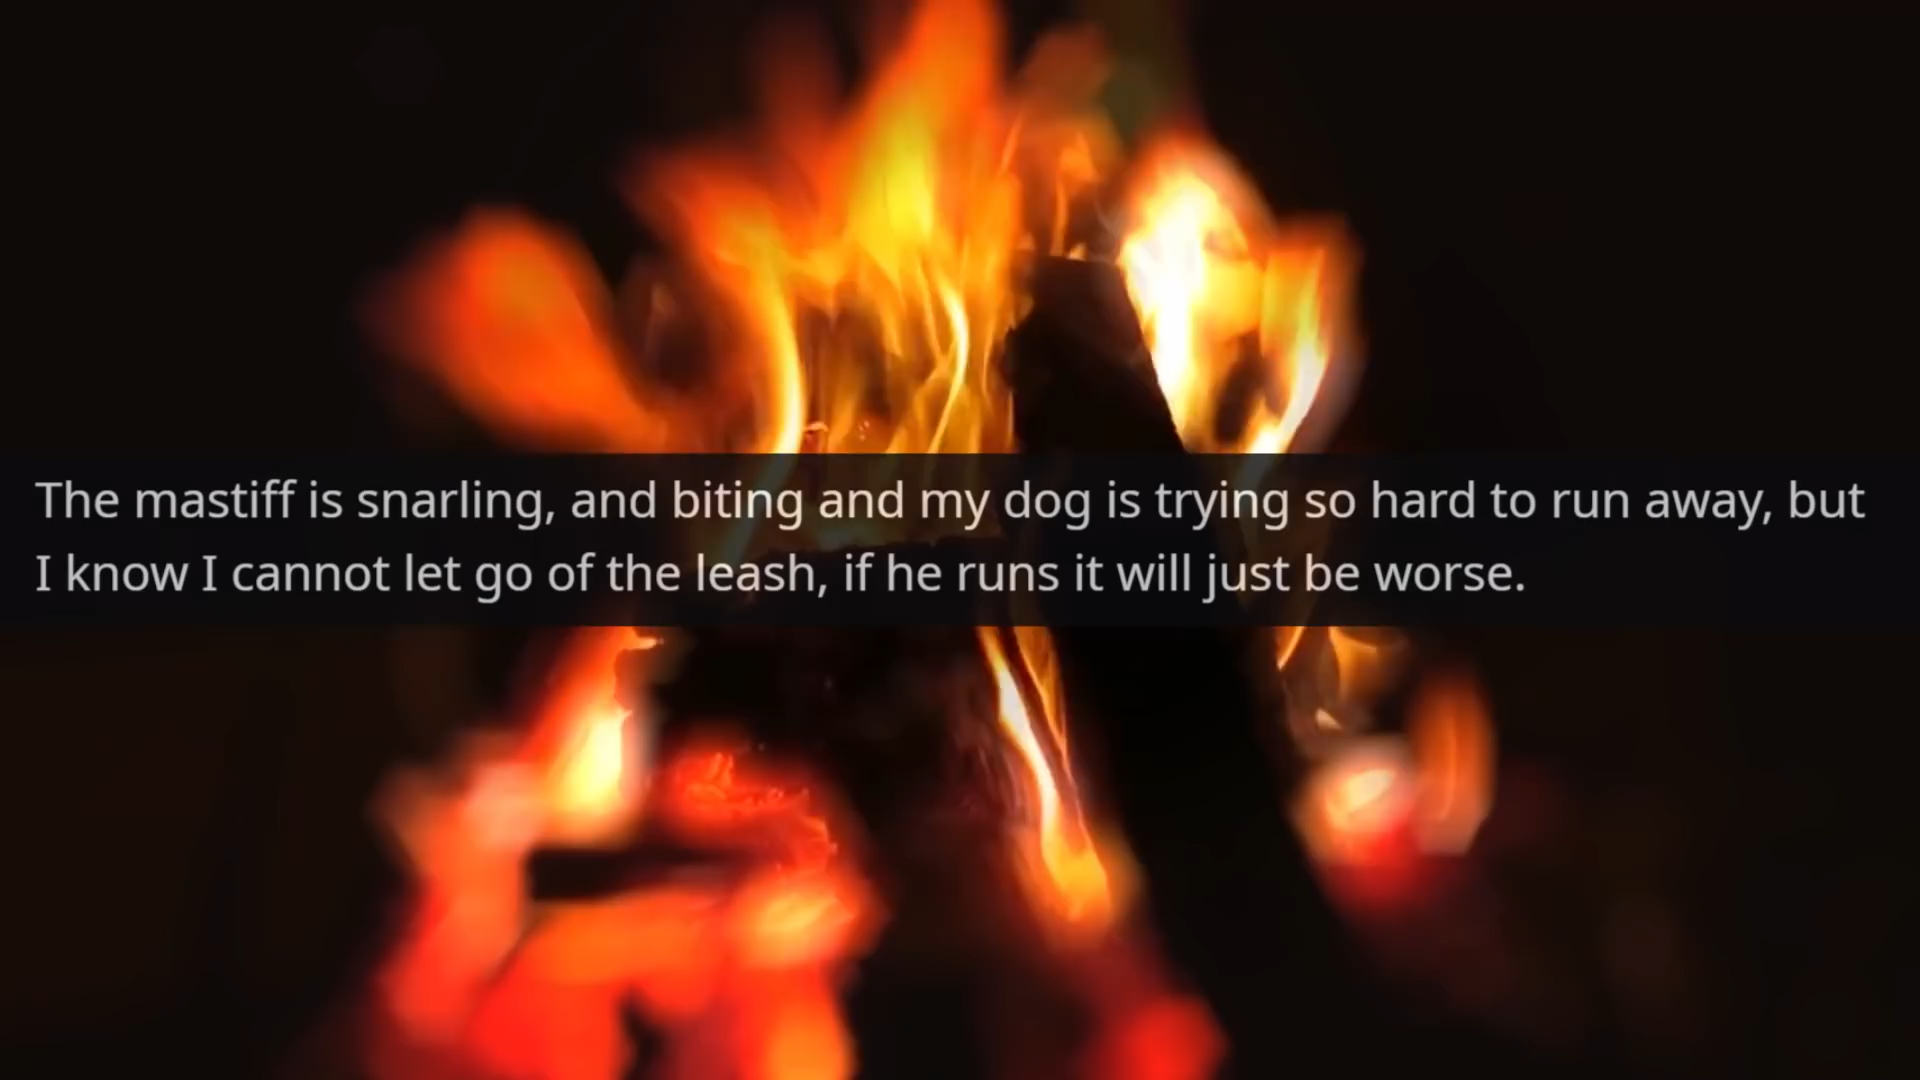 The mastiff is snarling, and biting and my dog is trying so hard to run away, but
I know I cannot let go of the leash, if he runs it will just be worse.